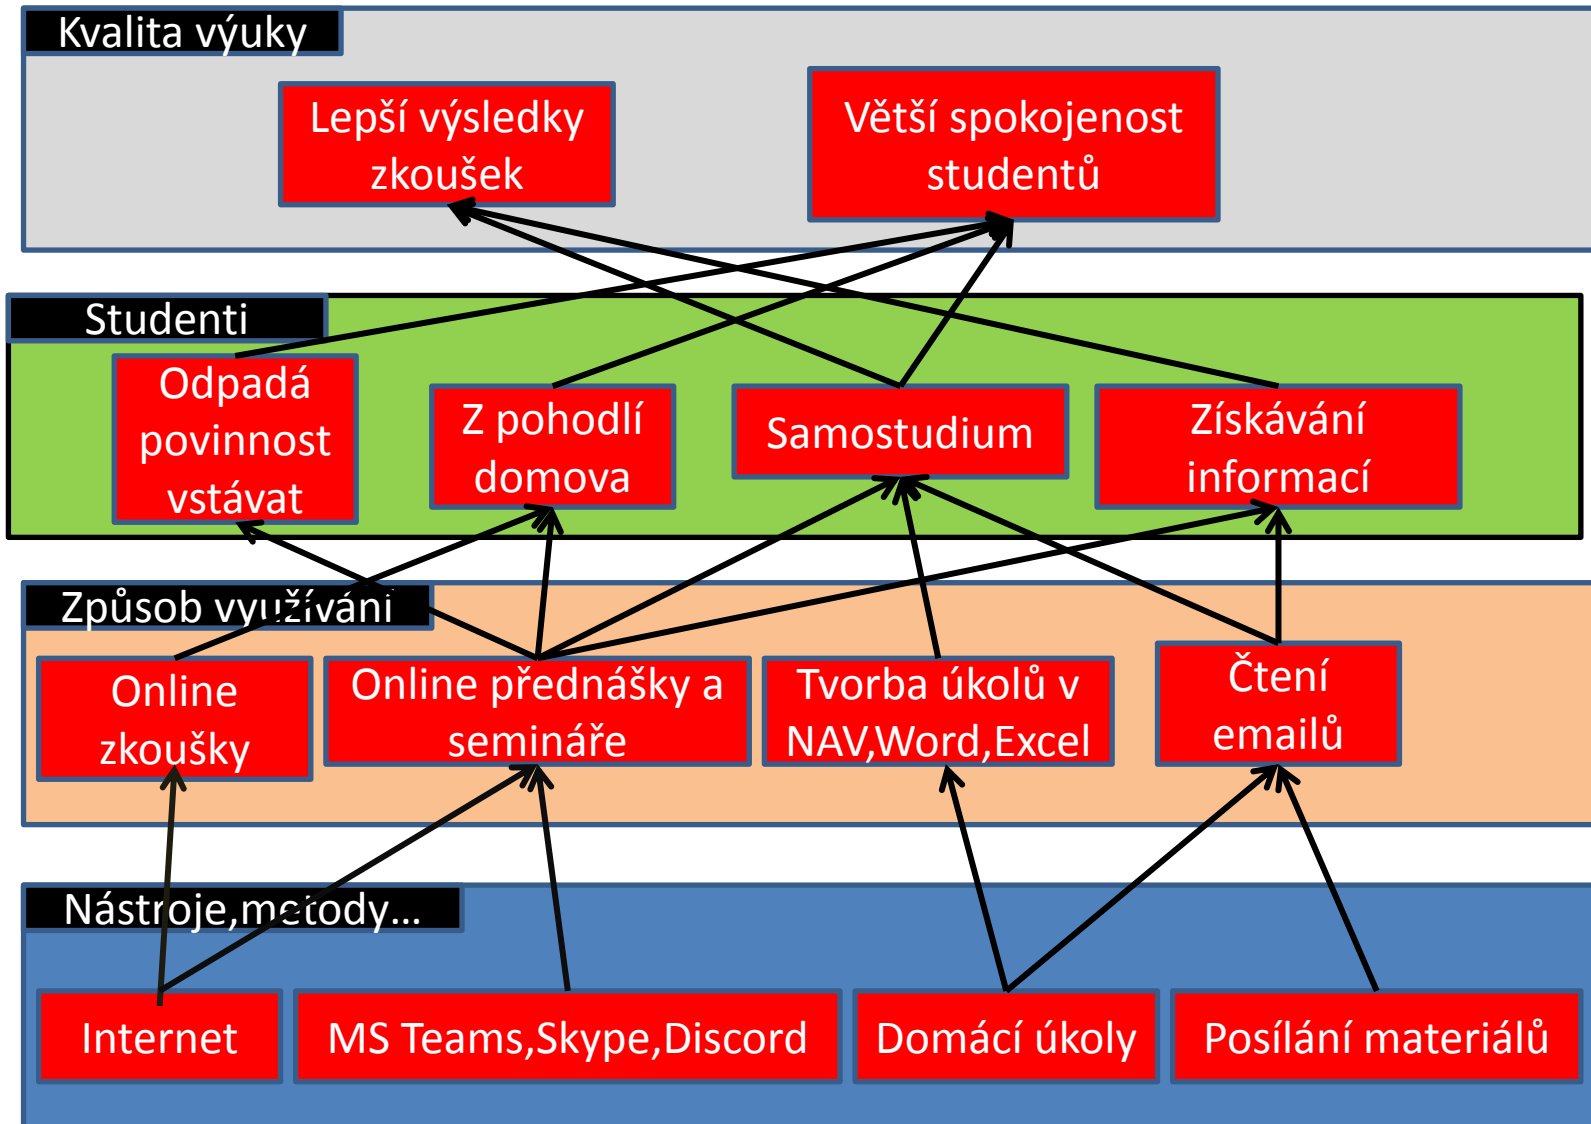 Kvalita výuky
Lepší výsledky
zkoušek
Větší spokojenost
studentů
Studenti
Odpadá
povinnost
vstávat
Z pohodlí
domova
Samostudium
Získávání
informací
Způsob využívání
Online
zkoušky
Online přednášky a
semináře
Tvorba úkolů v
NAV,Word,Excel
Čtení
emailů
Nástroje,metody...
Internet
MS Teams,Skype,Discord
Domácí úkoly
Posílání materiálů